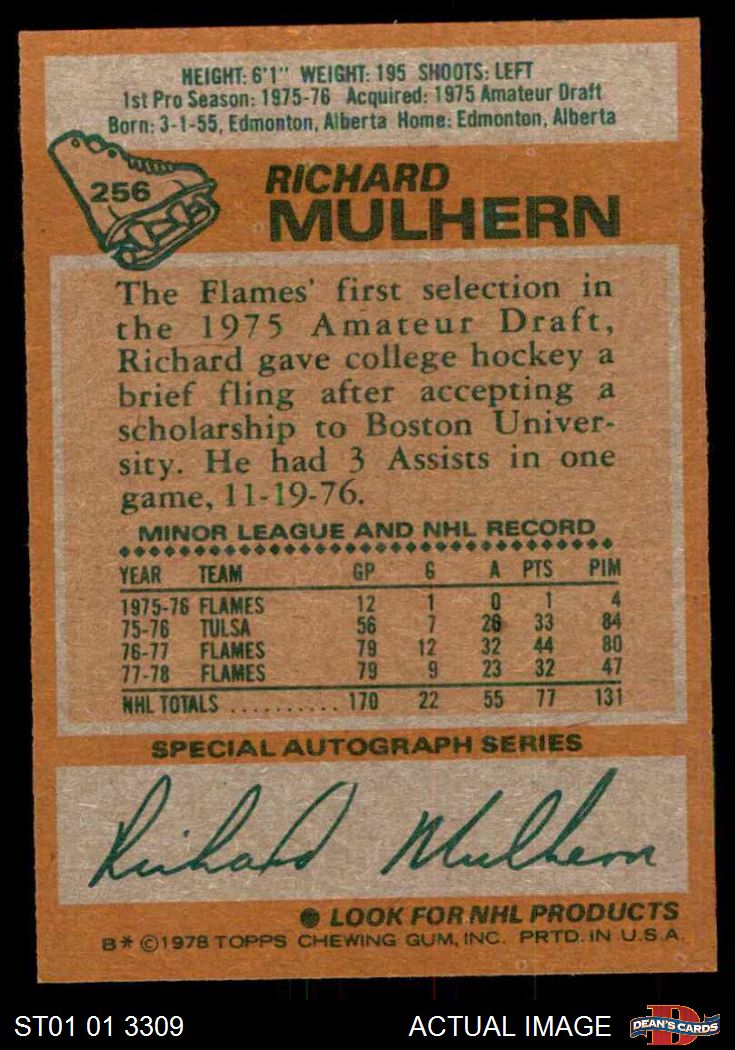 HEIGHT: 6'1" WEIGHT: 195 SHOOTS: LEFT
1st Pro Season: 1975-76 Acquired: 1975 Amateur Draft
Born: 3-1-55, Edmonton, Alberta Home: Edmonton, Alberta
256
RICHARD
MULHERN
The Flames' first selection in
the 1975 Amateur Draft,
Richard gave college hockey a
brief fling after accepting a
scholarship to Boston Univer-
sity. He had 3 Assists in one
game, 11-19-76.
MINOR LEAGUE AND NHL RECORD
YEAR TEAM GP G A PTS PIM
1975-76 FLAMES 12 1 0 1 4
75-76 TULSA 56 7 26 33 84
76-77 FLAMES 79 12 32 44 80
77-78 FLAMES 79 9 23 32 47
NHL TOTALS .......... 170 22 55 77 131
SPECIAL AUTOGRAPH SERIES
Richard Mulhern
● LOOK FOR NHL PRODUCTS
B* ©1978 TOPPS CHEWING GUM, INC. PRTD. IN U.S.A.
ST01 01 3309 ACTUAL IMAGE D DEAN'S CARDS